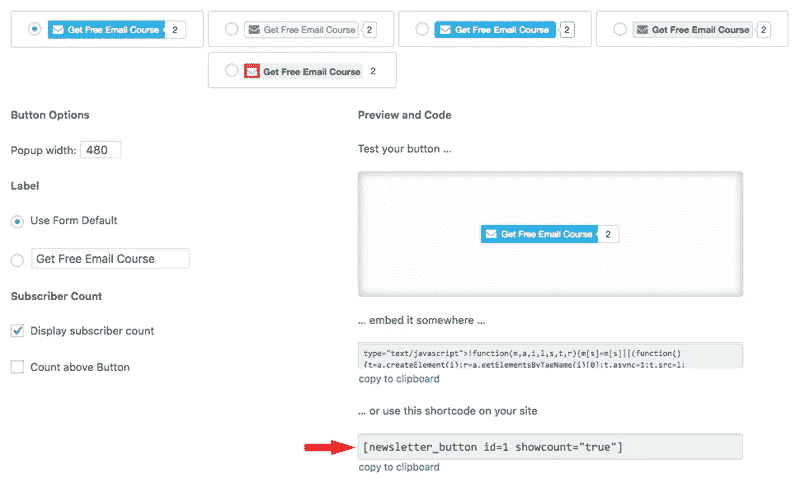 Get Free Email Course 2
Get Free Email Course 2
Get Free Email Course 2
Get Free Email Course 2
Get Free Email Course 2
Button Options
Popup width: 480
Label
Use Form Default
Get Free Email Course
Subscriber Count
Display subscriber count
Count above Button
Preview and Code
Test your button ...
Get Free Email Course 2
... embed it somewhere ...
type="text/javascript">!function(m,a,i,l,s,t,r){m[s]=m[s]||(function()
{t=a.createElement(i);r=a.getElementsByTagName(i)[0];t.async=1;t.src=l;
copy to clipboard
... or use this shortcode on your site
[newsletter_button id=1 showcount="true"]
copy to clipboard